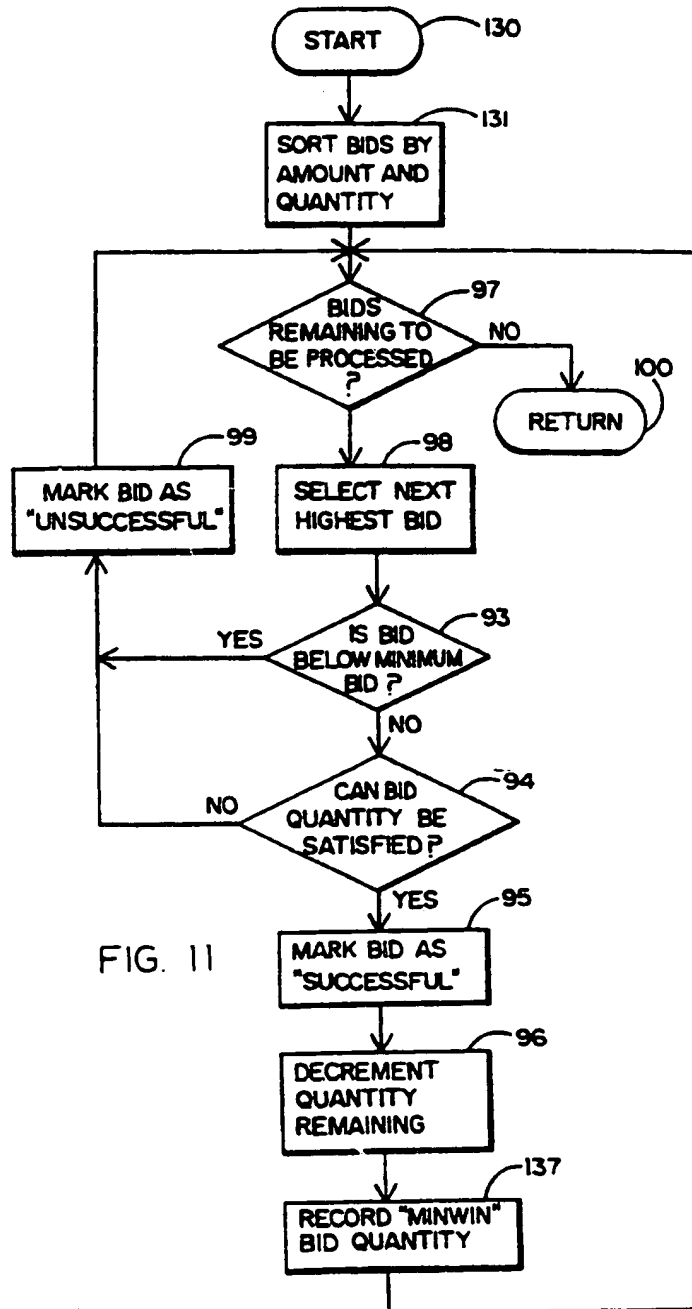 START
130
131
SORT BIDS BY
AMOUNT AND
QUANTITY
97
BIDS
REMAINING TO
BE PROCESSED
?
NO
100
RETURN
99
MARK BID AS
"UNSUCCESSFUL"
98
SELECT NEXT
HIGHEST BID
93
YES
IS BID
BELOW MINIMUM
BID ?
NO
94
NO
CAN BID
QUANTITY BE
SATISFIED?
YES
95
FIG. 11
MARK BID AS
"SUCCESSFUL"
96
DECREMENT
QUANTITY
REMAINING
137
RECORD "MINWIN"
BID QUANTITY